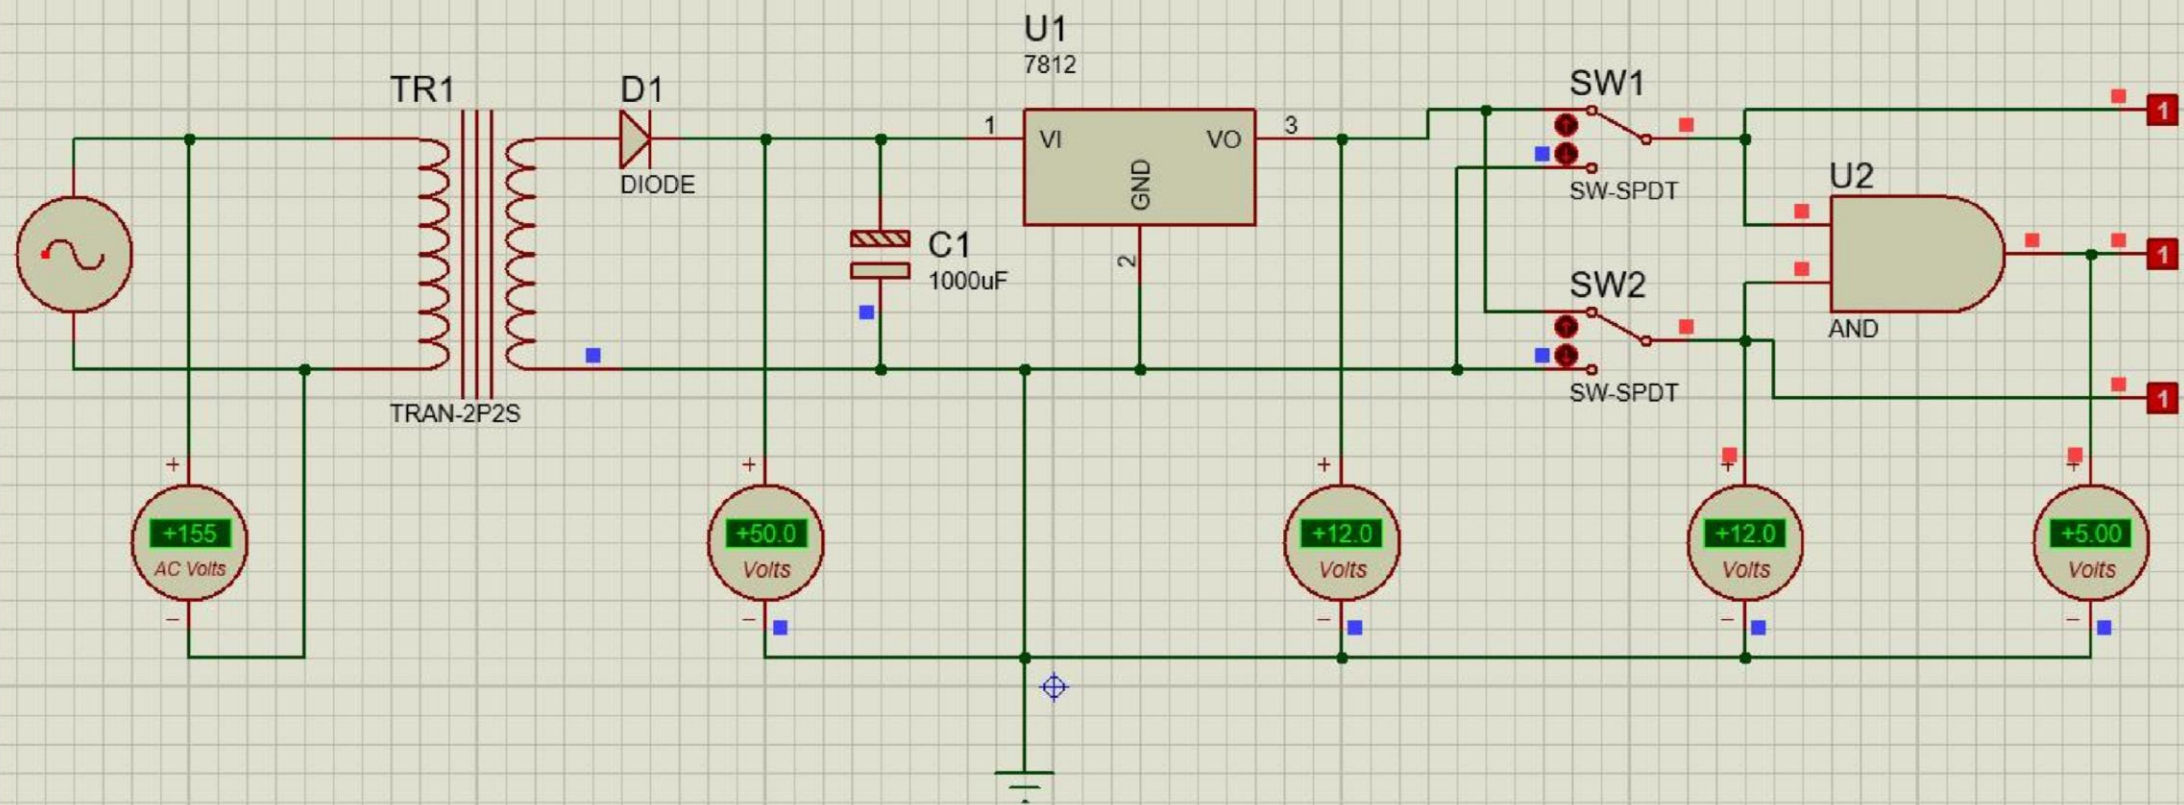 U1
7812
TR1
D1
SW1
1
VI
VO
3
1
GND
DIODE
SW-SPDT
U2
C1
1000uF
2
1
SW2
AND
TRAN-2P2S
SW-SPDT
1
+
+
+
+
+
+155
AC Volts
+50.0
Volts
+12.0
Volts
+12.0
Volts
+5.00
Volts
−
−
−
−
−